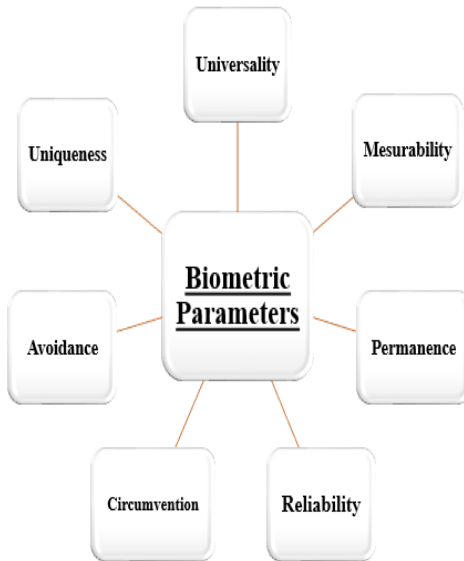 Universality
Uniqueness
Mesurability
Biometric
Parameters
Avoidance
Permanence
Circumvention
Reliability